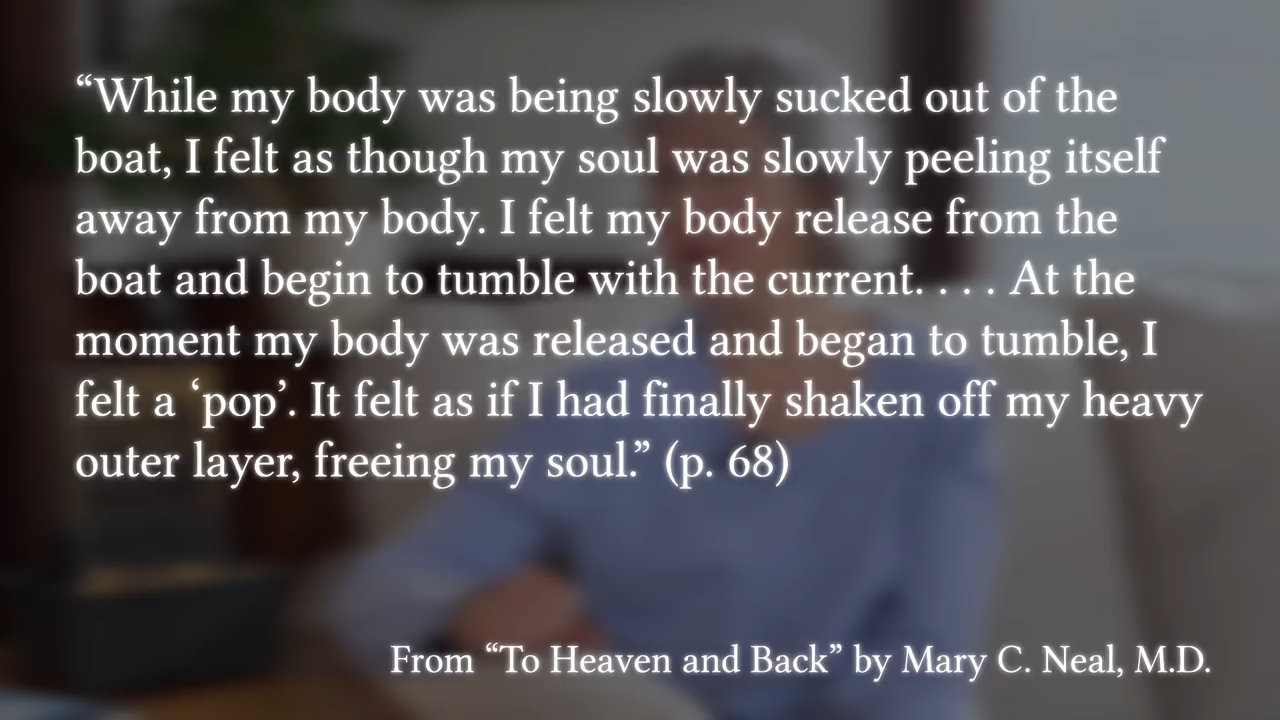 “While my body was being slowly sucked out of the
boat, I felt as though my soul was slowly peeling itself
away from my body. I felt my body release from the
boat and begin to tumble with the current. . . . At the
moment my body was released and began to tumble, I
felt a ‘pop’. It felt as if I had finally shaken off my heavy
outer layer, freeing my soul.” (p. 68)
From “To Heaven and Back” by Mary C. Neal, M.D.